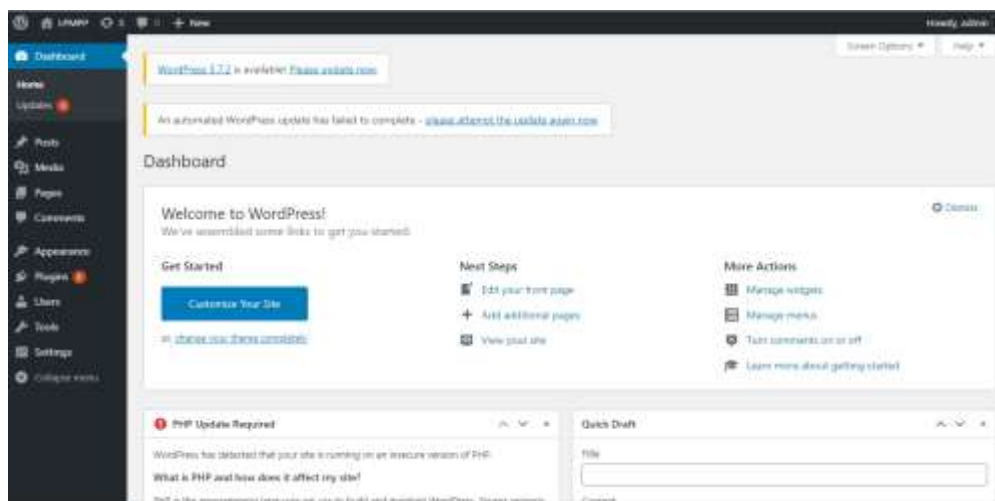 New
Howdy, admin
Screen Options
Help
Dashboard
Home
Updates
Posts
Media
Pages
Comments
Appearance
Plugins
Users
Tools
Settings
Collapse menu
WordPress 5.7.2 is available! Please update now.
An automated WordPress update has failed to complete - please attempt the update again now.
Dashboard
Welcome to WordPress!
We've assembled some links to get you started:
Dismiss
Get Started
Customize Your Site
or, change your theme completely
Next Steps
Edit your front page
Add additional pages
View your site
More Actions
Manage widgets
Manage menus
Turn comments on or off
Learn more about getting started
PHP Update Required
WordPress has detected that your site is running on an insecure version of PHP.
What is PHP and how does it affect my site?
Quick Draft
Title
Content